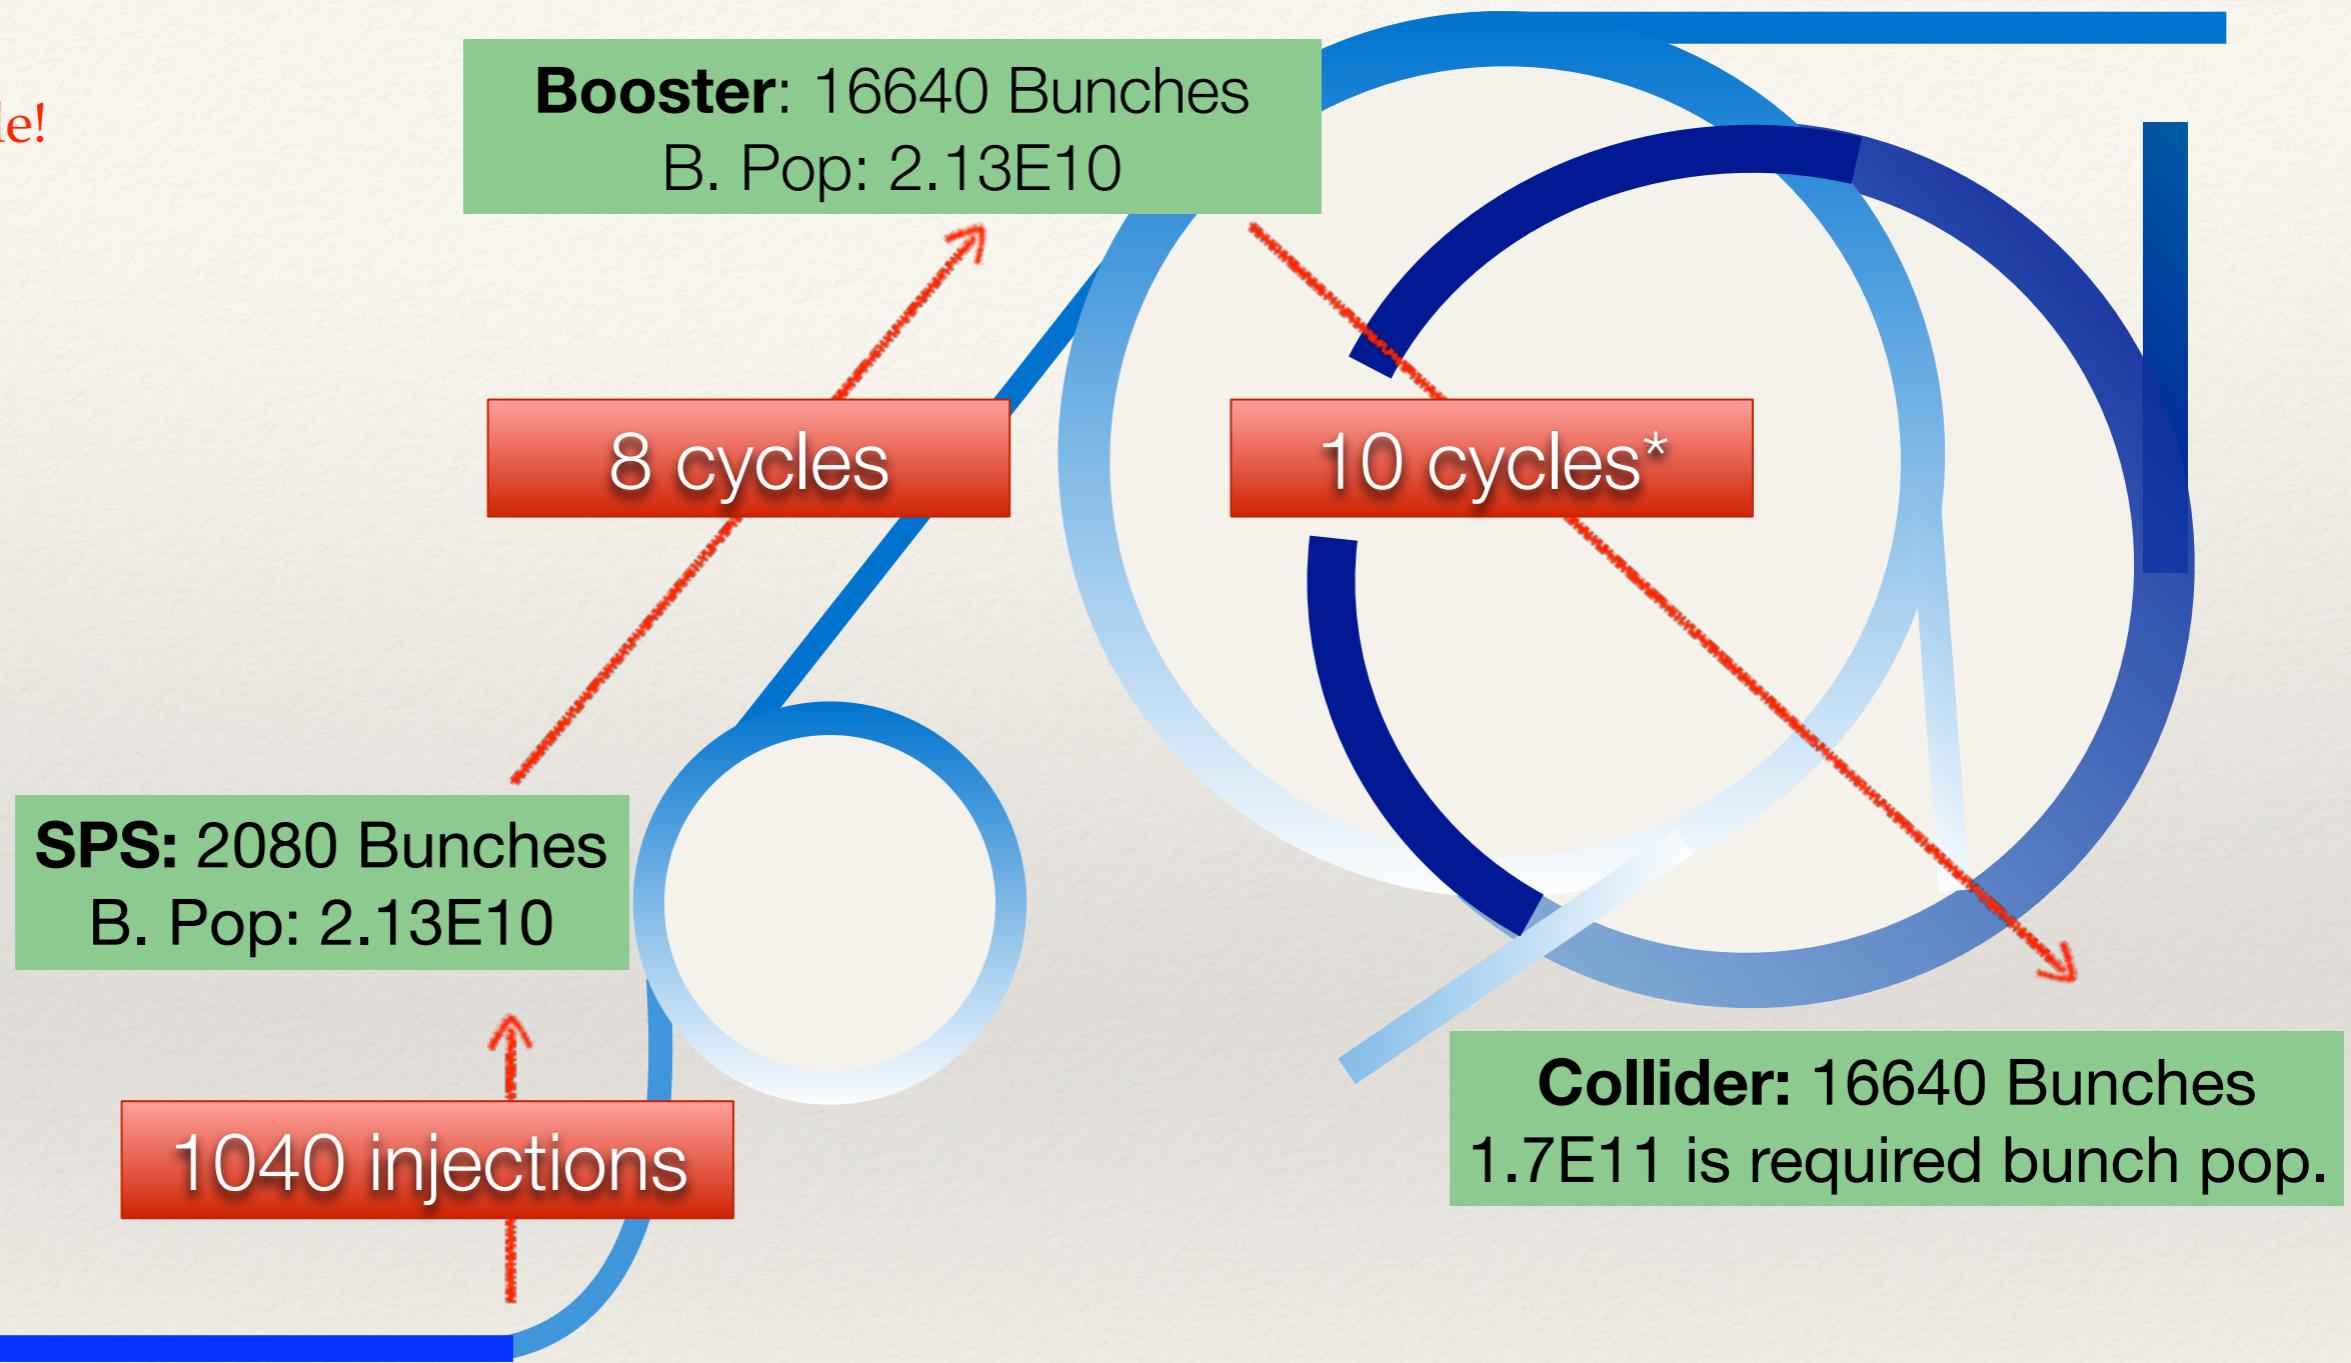 Booster: 16640 Bunches
B. Pop: 2.13E10
8 cycles
10 cycles*
SPS: 2080 Bunches
B. Pop: 2.13E10
1040 injections
Collider: 16640 Bunches
1.7E11 is required bunch pop.